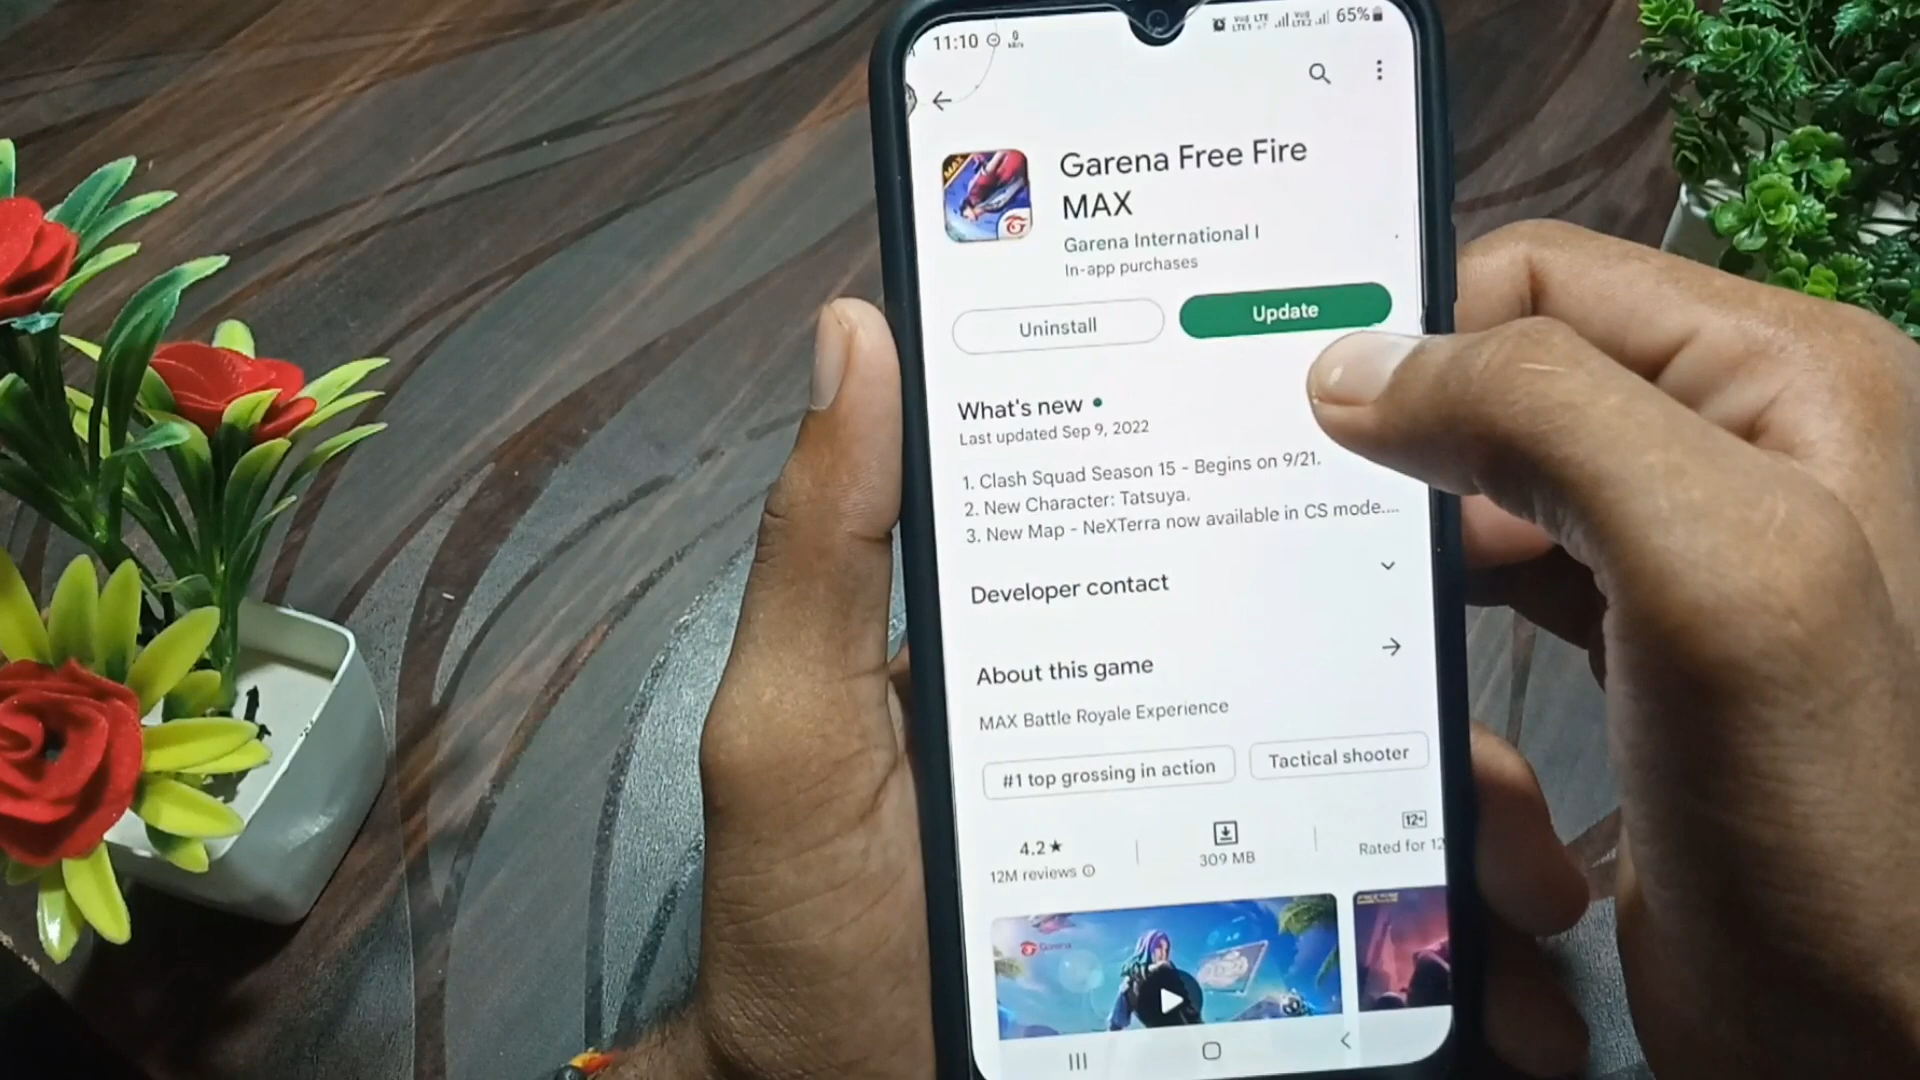 11:10
65%
MAX
Garena Free Fire
MAX
Garena International I
In-app purchases
Uninstall
Update
What's new
Last updated Sep 9, 2022
1. Clash Squad Season 15 - Begins on 9/21.
2. New Character: Tatsuya.
3. New Map - NeXTerra now available in CS mode....
Developer contact
About this game
MAX Battle Royale Experience
#1 top grossing in action
Tactical shooter
4.2★
12M reviews
309 MB
12+
Rated for 12
Garena